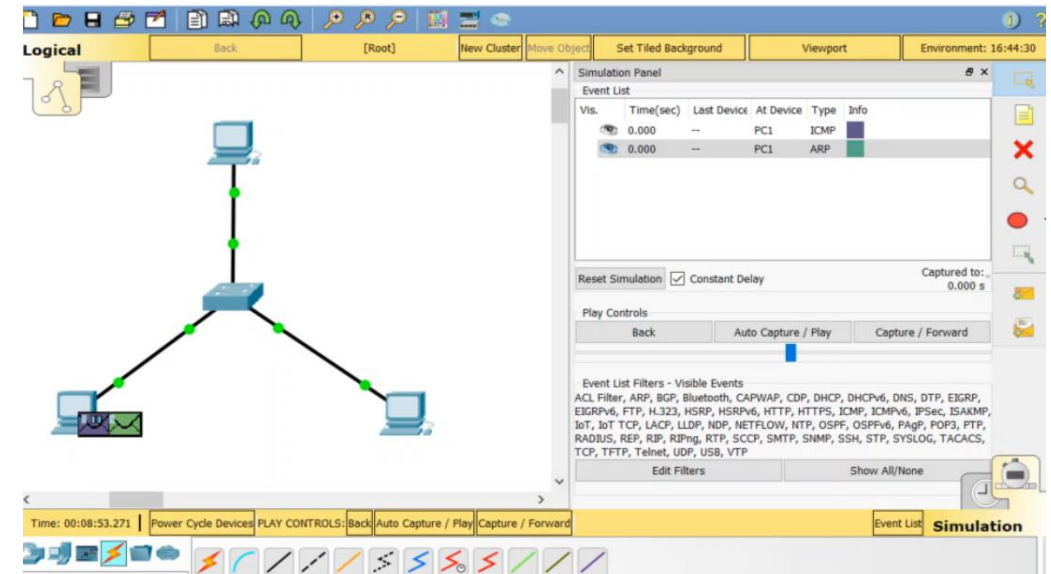 Logical
Back
[Root]
New Cluster
Move Object
Set Tiled Background
Viewport
Environment: 16:44:30
Simulation Panel
Event List
Vis. Time(sec) Last Device At Device Type Info
0.000 -- PC1 ICMP
0.000 -- PC1 ARP
Reset Simulation Constant Delay
Captured to:
0.000 s
Play Controls
Back
Auto Capture / Play
Capture / Forward
Event List Filters - Visible Events
ACL Filter, ARP, BGP, Bluetooth, CAPWAP, CDP, DHCP, DHCPv6, DNS, DTP, EIGRP,
EIGRPv6, FTP, H.323, HSRP, HSRPv6, HTTP, HTTPS, ICMP, ICMPv6, IPSec, ISAKMP,
IoT, IoT TCP, LACP, LLDP, NDP, NETFLOW, NTP, OSPF, OSPFv6, PAgP, POP3, PTP,
RADIUS, REP, RIP, RIPng, RTP, SCCP, SMTP, SNMP, SSH, STP, SYSLOG, TACACS,
TCP, TFTP, Telnet, UDP, USB, VTP
Edit Filters
Show All/None
Time: 00:08:53.271
Power Cycle Devices
PLAY CONTROLS:
Back
Auto Capture / Play
Capture / Forward
Event List
Simulation